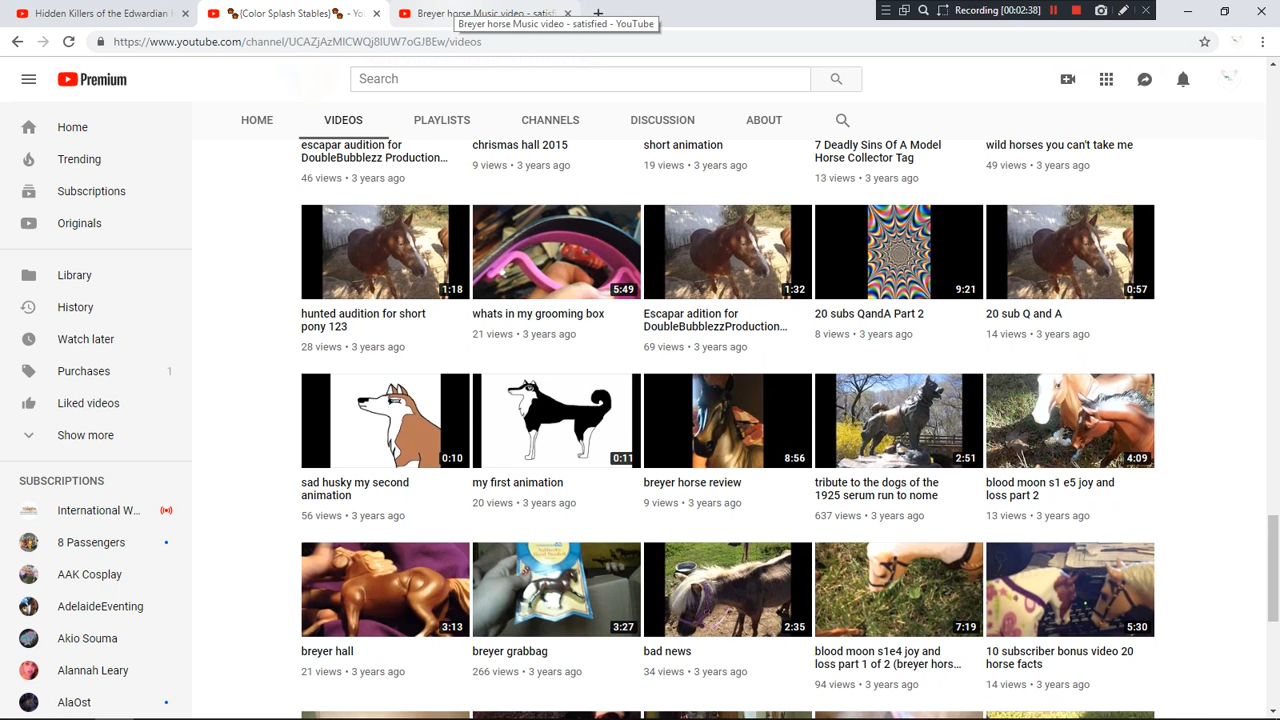 Hidden Killers of the Edwardian H
[Color Splash Stables] - Yo
Breyer horse Music video - satisf
Recording [00:02:38]
Breyer horse Music video - satisfied - YouTube
https://www.youtube.com/channel/UCAZjAzMICWQj8IUW7oGJBEw/videos
Premium
Search
HOME
VIDEOS
PLAYLISTS
CHANNELS
DISCUSSION
ABOUT
Home
Trending
Subscriptions
Originals
Library
History
Watch later
Purchases 1
Liked videos
Show more
SUBSCRIPTIONS
International W...
8 Passengers
AAK Cosplay
AdelaideEventing
Akio Souma
Alannah Leary
AlaOst
escapar audition for
DoubleBubblezz Production...
46 views • 3 years ago
chrismas hall 2015
9 views • 3 years ago
short animation
19 views • 3 years ago
7 Deadly Sins Of A Model
Horse Collector Tag
13 views • 3 years ago
wild horses you can't take me
49 views • 3 years ago
1:18
hunted audition for short
pony 123
28 views • 3 years ago
5:49
whats in my grooming box
21 views • 3 years ago
1:32
Escapar adition for
DoubleBubblezzProduction...
69 views • 3 years ago
9:21
20 subs QandA Part 2
8 views • 3 years ago
0:57
20 sub Q and A
14 views • 3 years ago
0:10
sad husky my second
animation
56 views • 3 years ago
0:11
my first animation
20 views • 3 years ago
8:56
breyer horse review
9 views • 3 years ago
2:51
tribute to the dogs of the
1925 serum run to nome
637 views • 3 years ago
4:09
blood moon s1 e5 joy and
loss part 2
13 views • 3 years ago
3:13
breyer hall
21 views • 3 years ago
3:27
breyer grabbag
266 views • 3 years ago
2:35
bad news
34 views • 3 years ago
7:19
blood moon s1e4 joy and
loss part 1 of 2 (breyer hors...
94 views • 3 years ago
5:30
10 subscriber bonus video 20
horse facts
14 views • 3 years ago